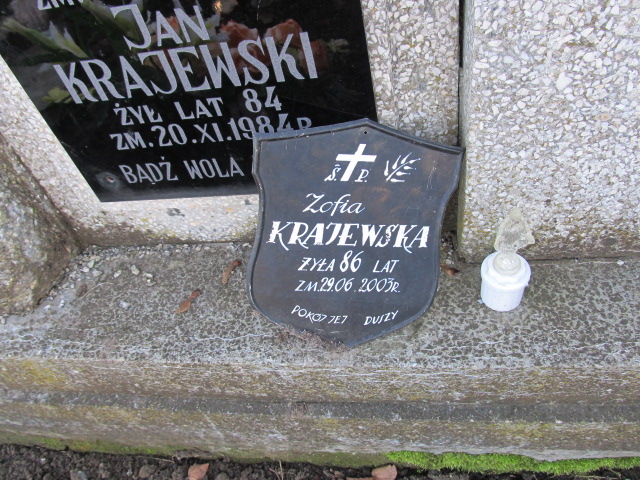 JAN
KRAJEWSKI
ŻYŁ LAT 84
ZM. 20.XI.1984 R
BĄDŹ WOLA
Ś. P.
Zofia
KRAJEWSKA
ŻYŁA 86 LAT
ZM. 29.06.2003R.
POKÓJ JEJ DUSZY